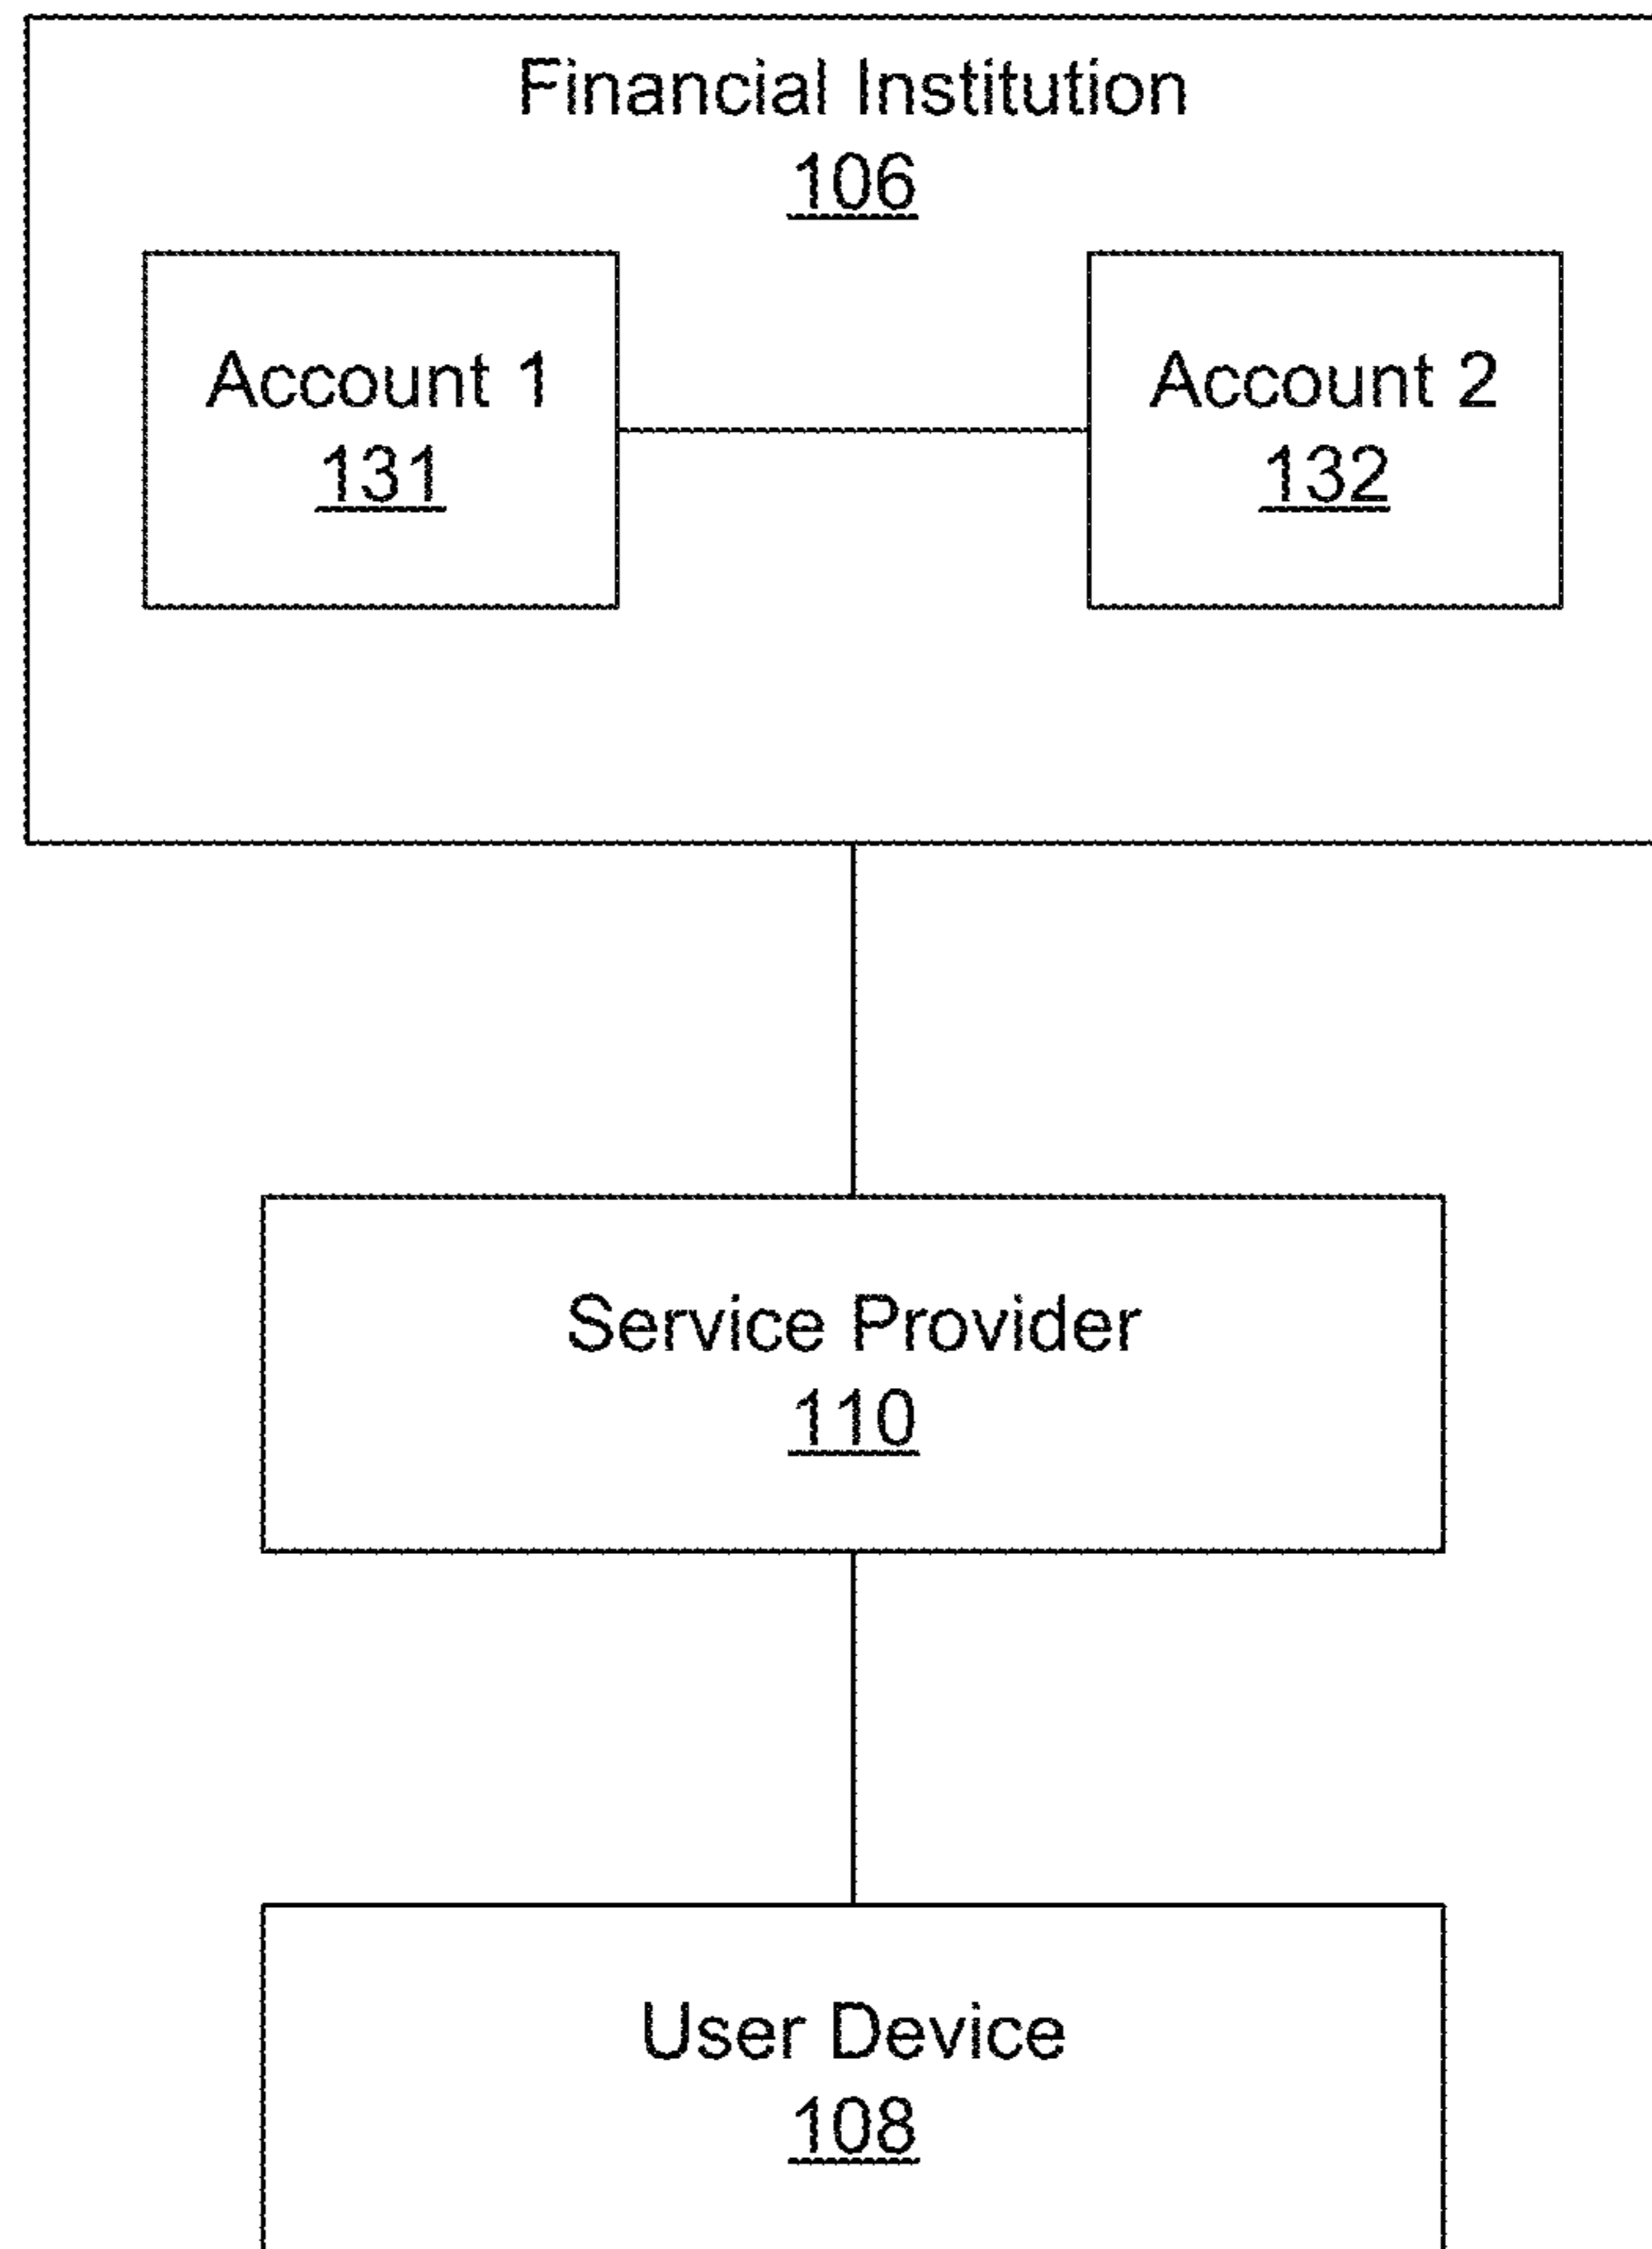 Financial Institution
106
Account 1
131
Account 2
132
Service Provider
110
User Device
108